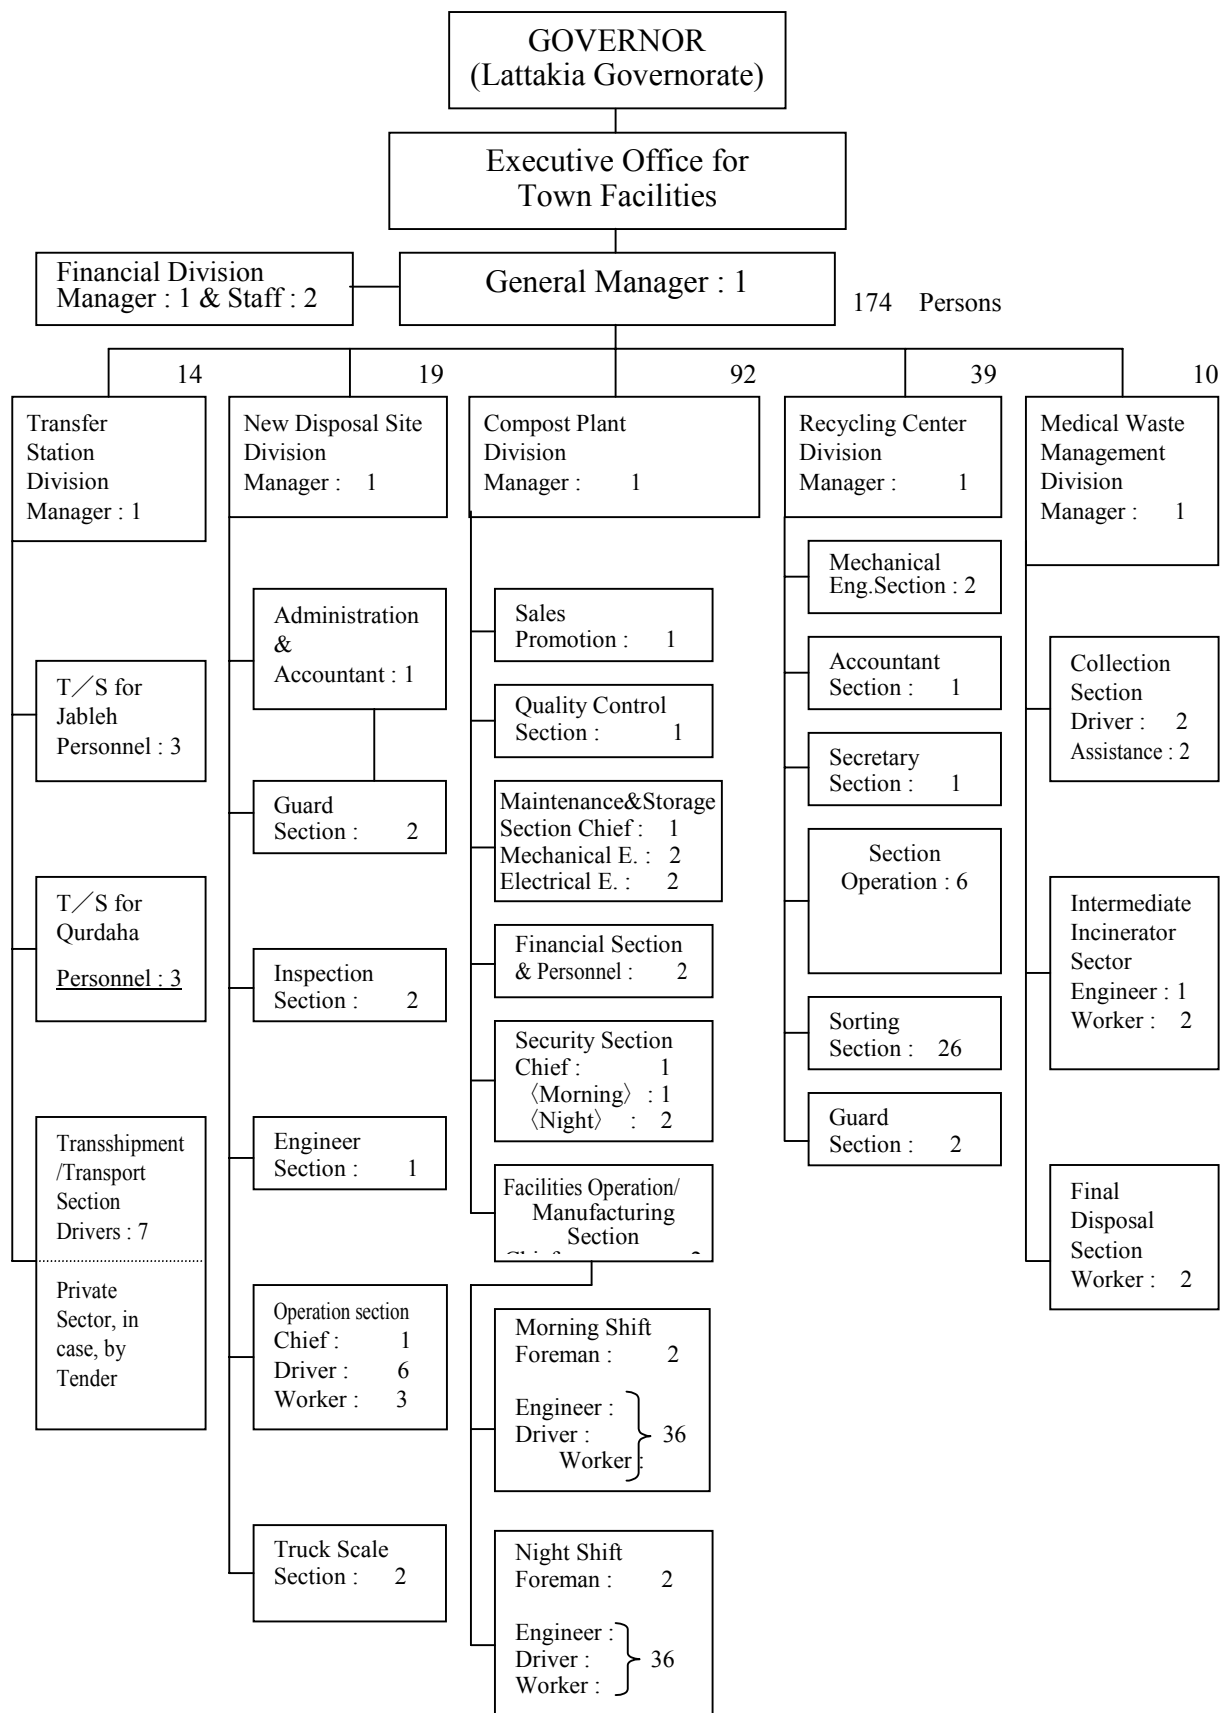 GOVERNOR
(Lattakia Governorate)
Executive Office for
Town Facilities
Financial Division
Manager : 1 & Staff : 2
General Manager : 1
174 Persons
14
19
92
39
10
Transfer
Station
Division
Manager : 1
T／S for
Jableh
Personnel : 3
T／S for
Qurdaha
Personnel : 3
Transshipment
/Transport
Section
Drivers : 7
Private
Sector, in
case, by
Tender
New Disposal Site
Division
Manager : 1
Administration
&
Accountant : 1
Guard
Section : 2
Inspection
Section : 2
Engineer
Section : 1
Operation section
Chief : 1
Driver : 6
Worker : 3
Truck Scale
Section : 2
Compost Plant
Division
Manager : 1
Sales
Promotion : 1
Quality Control
Section : 1
Maintenance&Storage
Section Chief : 1
Mechanical E. : 2
Electrical E. : 2
Financial Section
& Personnel : 2
Security Section
Chief : 1
〈Morning〉 : 1
〈Night〉 : 2
Facilities Operation/
Manufacturing
Section
Morning Shift
Foreman : 2
Engineer :
Driver : 36
Worker :
Night Shift
Foreman : 2
Engineer :
Driver : 36
Worker :
Recycling Center
Division
Manager : 1
Mechanical
Eng.Section : 2
Accountant
Section : 1
Secretary
Section : 1
Section
Operation : 6
Sorting
Section : 26
Guard
Section : 2
Medical Waste
Management
Division
Manager : 1
Collection
Section
Driver : 2
Assistance : 2
Intermediate
Incinerator
Sector
Engineer : 1
Worker : 2
Final
Disposal
Section
Worker : 2